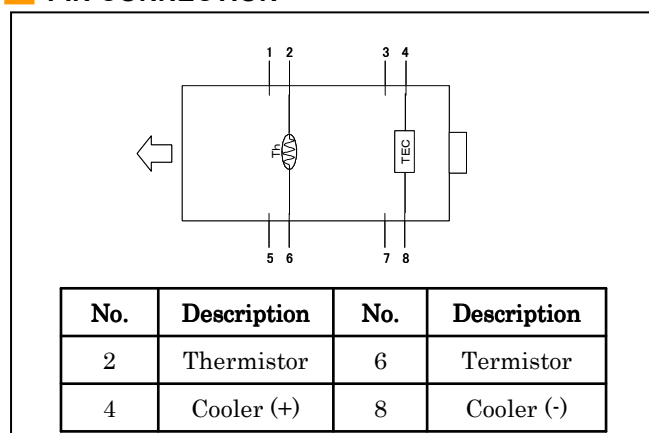 PIN CONNECTION
1 2 3 4
Th TEC
5 6 7 8
No. Description No. Description
2 Thermistor 6 Termistor
4 Cooler (+) 8 Cooler (-)